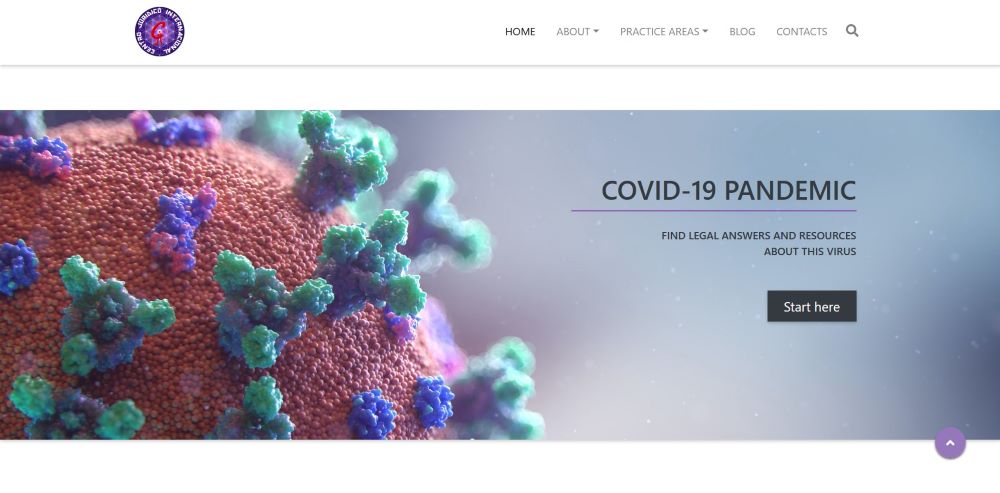 CENTRO JURIDICO INTERNACIONAL
HOME
ABOUT
PRACTICE AREAS
BLOG
CONTACTS
COVID-19 PANDEMIC
FIND LEGAL ANSWERS AND RESOURCES
ABOUT THIS VIRUS
Start here